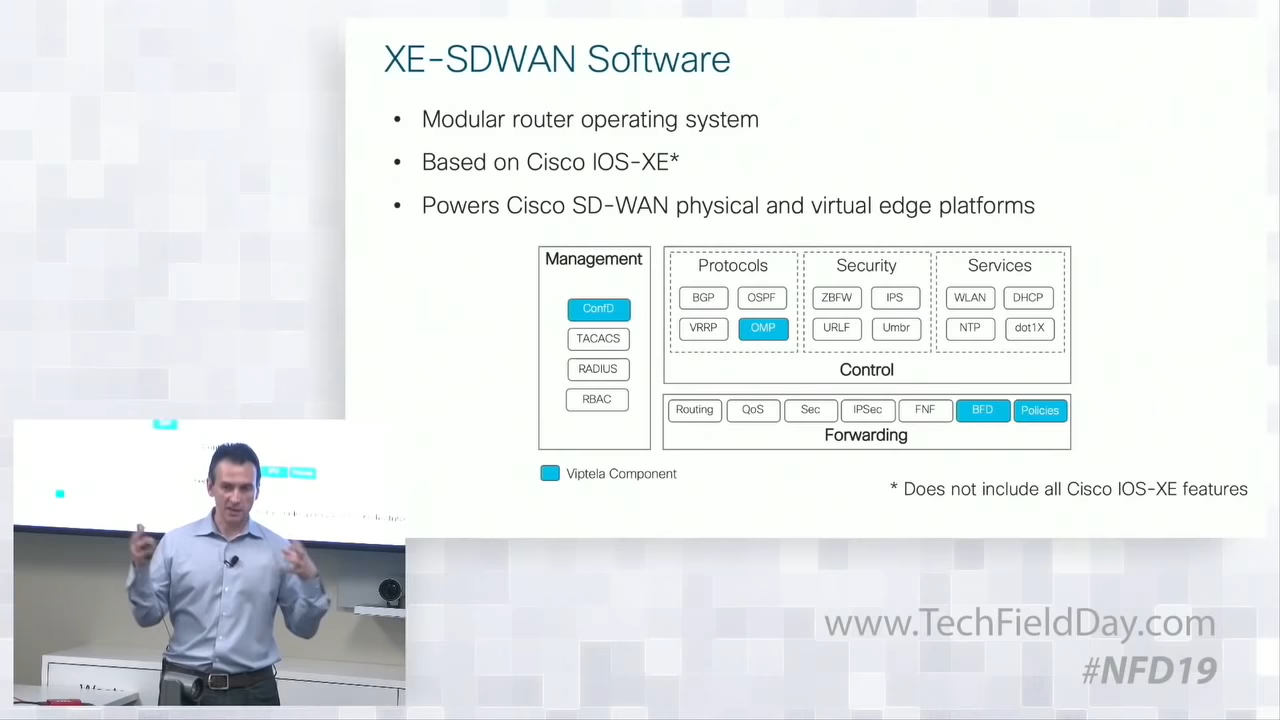 XE-SDWAN Software
• Modular router operating system
• Based on Cisco IOS-XE*
• Powers Cisco SD-WAN physical and virtual edge platforms
Management
ConfD
TACACS
RADIUS
RBAC
Protocols
BGP OSPF
VRRP OMP
Security
ZBFW IPS
URLF Umbr
Services
WLAN DHCP
NTP dot1X
Control
Routing QoS Sec IPSec FNF BFD Policies
Forwarding
Viptela Component
* Does not include all Cisco IOS-XE features
www.TechFieldDay.com
#NFD19